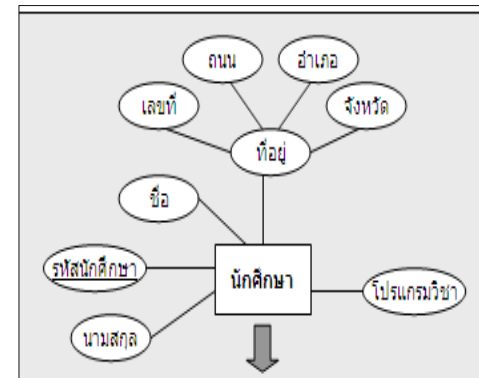 ถนน
อำเภอ
เลขที่
จังหวัด
ที่อยู่
ชื่อ
รหัสนักศึกษา
นักศึกษา
โปรแกรมวิชา
นามสกุล